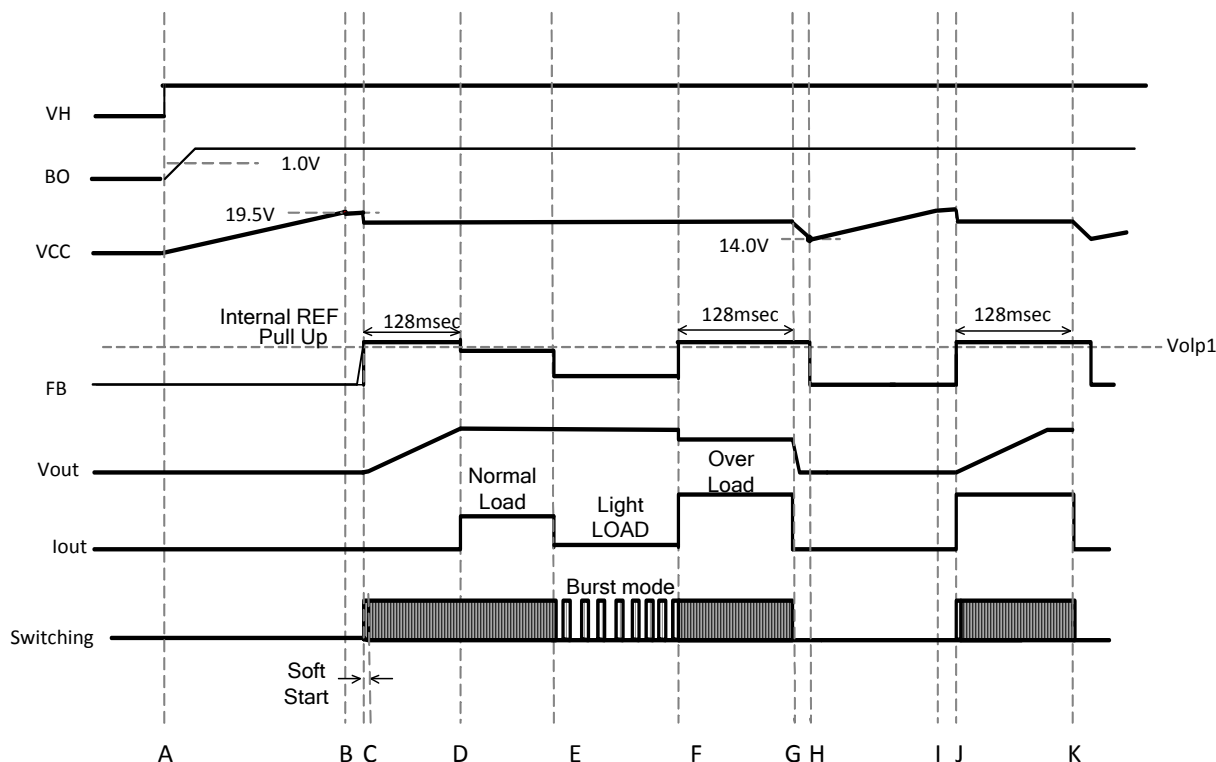 VH
BO
1.0V
19.5V
VCC
14.0V
Internal REF
Pull Up
128msec
128msec
128msec
Volp1
FB
Vout
Normal
Load
Over
Load
Light
LOAD
Iout
Burst mode
Switching
Soft
Start
A B C D E F G H I J K